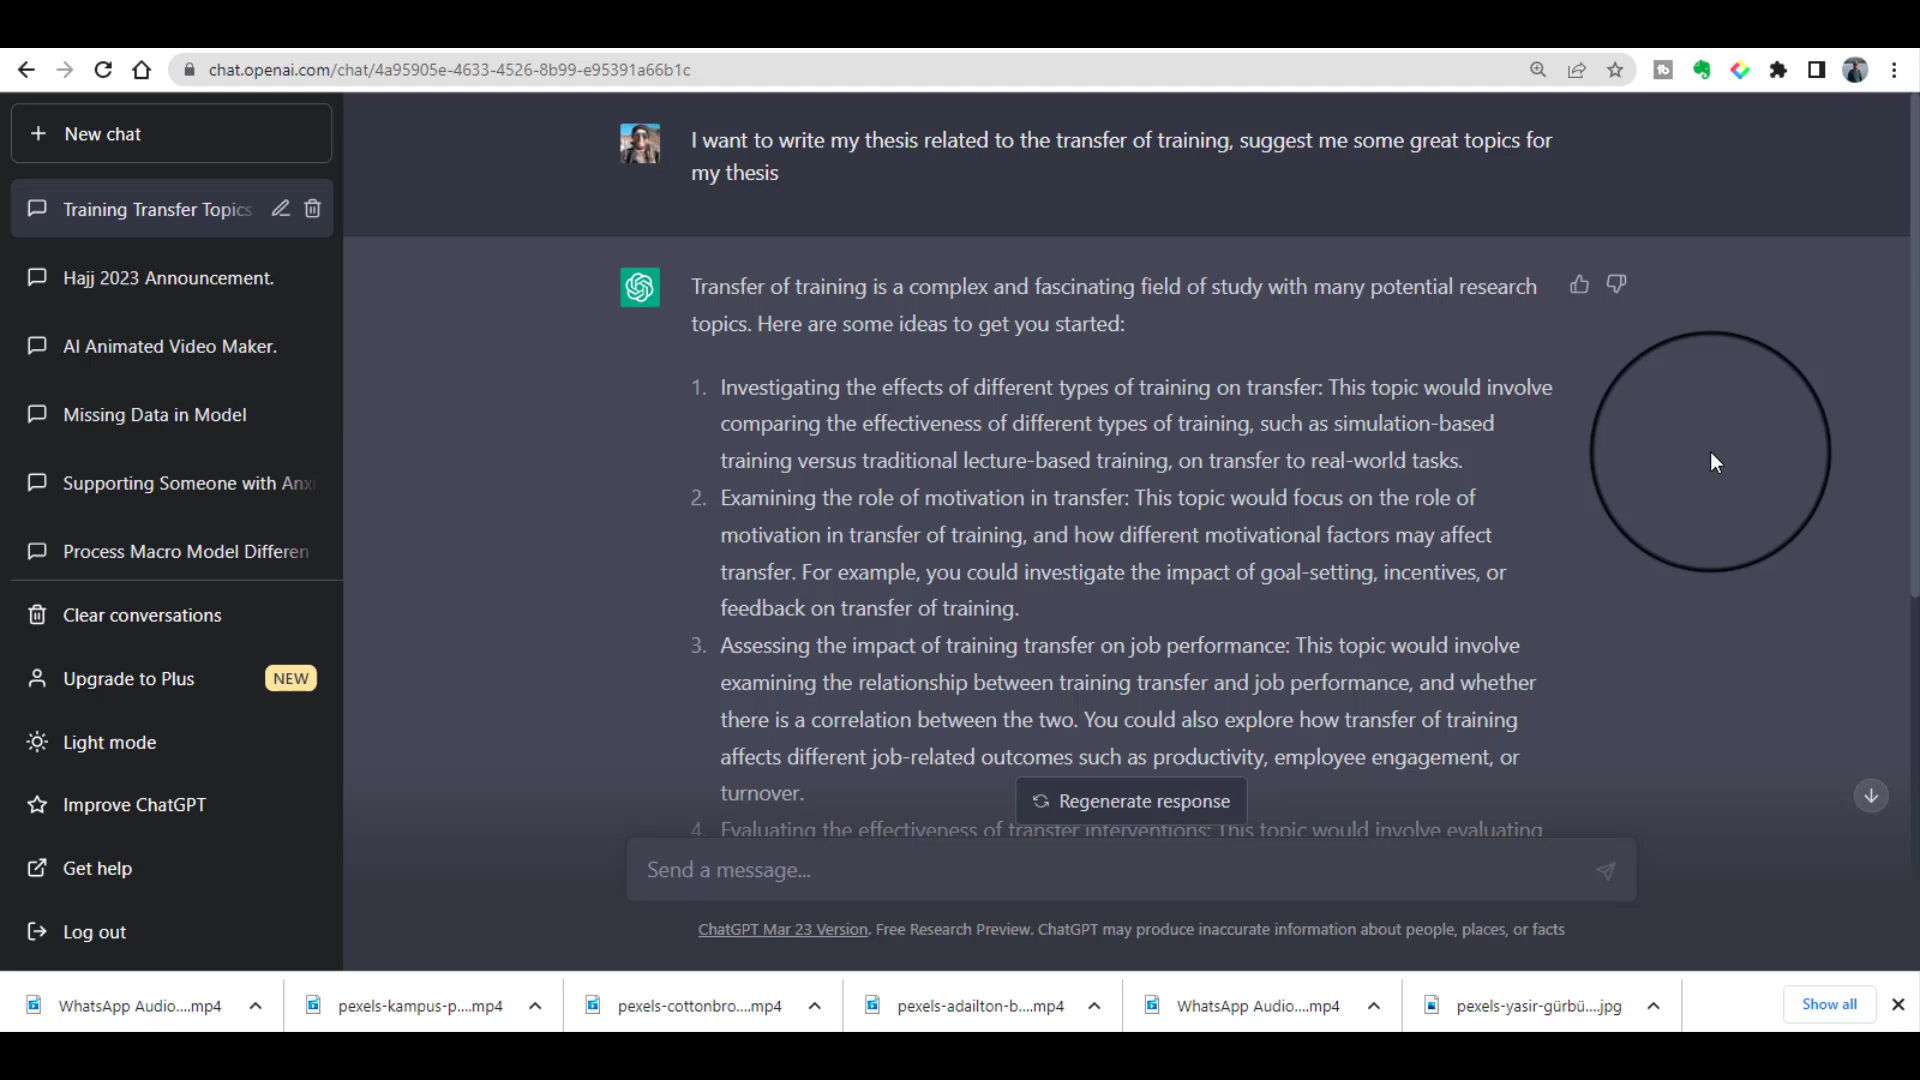 chat.openai.com/chat/4a95905e-4633-4526-8b99-e95391a66b1c
New chat
Training Transfer Topics
Hajj 2023 Announcement.
AI Animated Video Maker.
Missing Data in Model
Supporting Someone with Anxi
Process Macro Model Differen
Clear conversations
Upgrade to Plus NEW
Light mode
Improve ChatGPT
Get help
Log out
I want to write my thesis related to the transfer of training, suggest me some great topics for
my thesis
Transfer of training is a complex and fascinating field of study with many potential research
topics. Here are some ideas to get you started:
1. Investigating the effects of different types of training on transfer: This topic would involve
comparing the effectiveness of different types of training, such as simulation-based
training versus traditional lecture-based training, on transfer to real-world tasks.
2. Examining the role of motivation in transfer: This topic would focus on the role of
motivation in transfer of training, and how different motivational factors may affect
transfer. For example, you could investigate the impact of goal-setting, incentives, or
feedback on transfer of training.
3. Assessing the impact of training transfer on job performance: This topic would involve
examining the relationship between training transfer and job performance, and whether
there is a correlation between the two. You could also explore how transfer of training
affects different job-related outcomes such as productivity, employee engagement, or
turnover.
4. Evaluating the effectiveness of transfer interventions: This topic would involve evaluating
Regenerate response
Send a message...
ChatGPT Mar 23 Version. Free Research Preview. ChatGPT may produce inaccurate information about people, places, or facts
WhatsApp Audio....mp4
pexels-kampus-p....mp4
pexels-cottonbro....mp4
pexels-adailton-b....mp4
WhatsApp Audio....mp4
pexels-yasir-gürbü....jpg
Show all